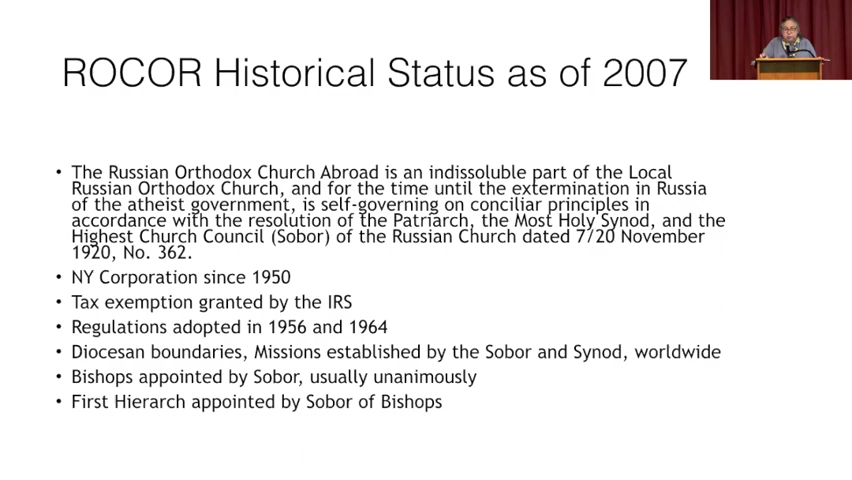 ROCOR Historical Status as of 2007
• The Russian Orthodox Church Abroad is an indissoluble part of the Local
Russian Orthodox Church, and for the time until the extermination in Russia
of the atheist government, is self-governing on conciliar principles in
accordance with the resolution of the Patriarch, the Most Holy Synod, and the
Highest Church Council (Sobor) of the Russian Church dated 7/20 November
1920, No. 362.
• NY Corporation since 1950
• Tax exemption granted by the IRS
• Regulations adopted in 1956 and 1964
• Diocesan boundaries, Missions established by the Sobor and Synod, worldwide
• Bishops appointed by Sobor, usually unanimously
• First Hierarch appointed by Sobor of Bishops